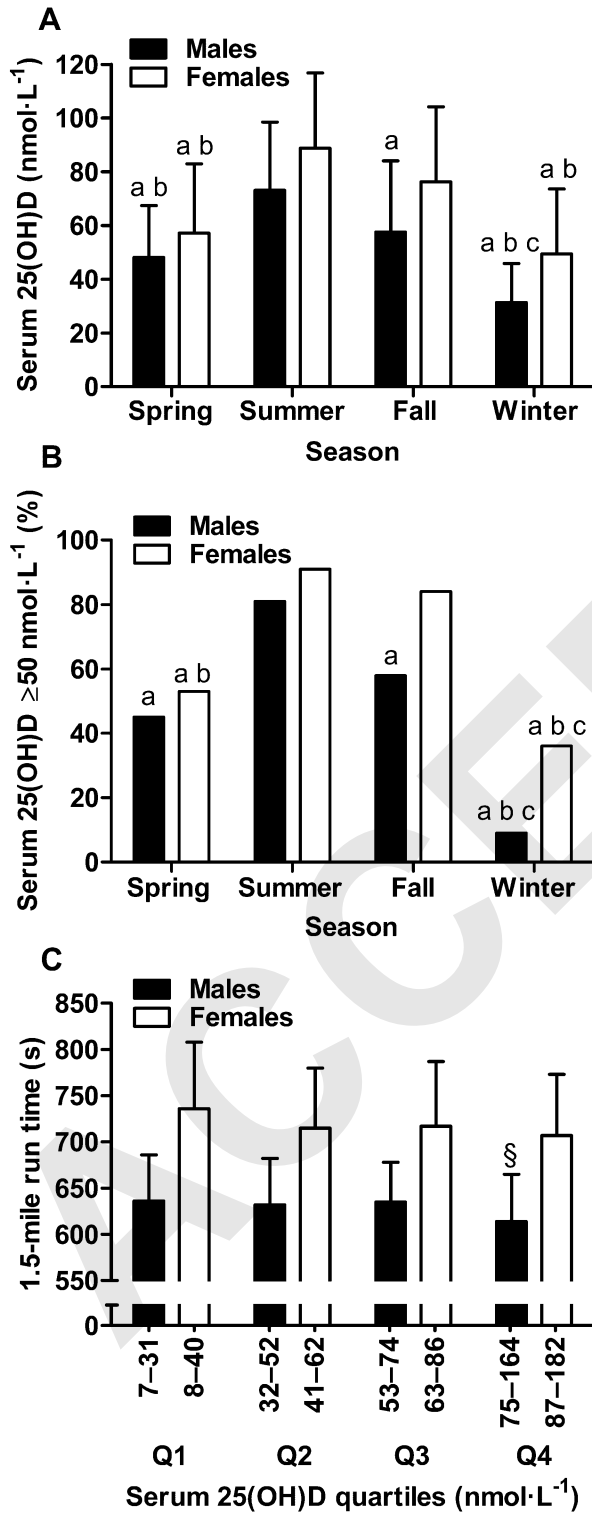 A
Males
Females
Serum 25(OH)D (nmol·L-1)
120
100
80
60
40
20
0
a b
a b
a
a b c
a b
Spring
Summer
Fall
Winter
Season
B
Males
Females
Serum 25(OH)D ≥50 nmol·L-1 (%)
100
80
60
40
20
0
a
a b
a
a b c
a b c
Spring
Summer
Fall
Winter
Season
C
Males
Females
1.5-mile run time (s)
850
800
750
700
650
600
550
0
§
7–31
8–40
32–52
41–62
53–74
63–86
75–164
87–182
Q1
Q2
Q3
Q4
Serum 25(OH)D quartiles (nmol·L-1)
ACCE